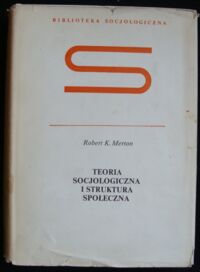 BIBLIOTEKA SOCJOLOGICZNA
Robert K. Merton
TEORIA
SOCJOLOGICZNA
I STRUKTURA
SPOŁECZNA